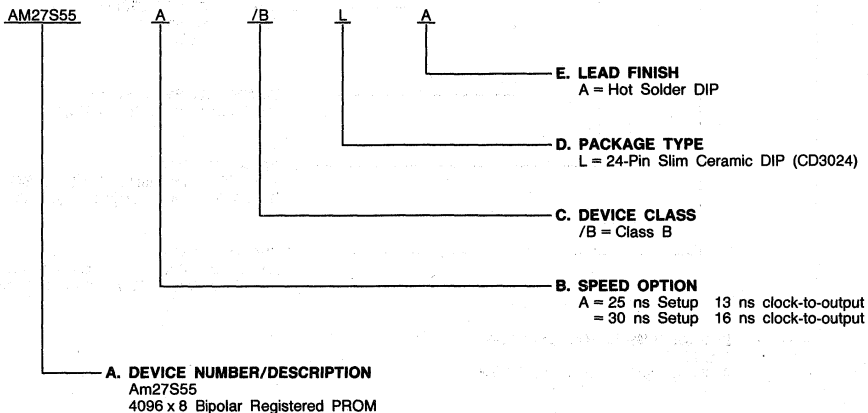 AM27S55 A /B L A
E. LEAD FINISH
A = Hot Solder DIP
D. PACKAGE TYPE
L = 24-Pin Slim Ceramic DIP (CD3024)
C. DEVICE CLASS
/B = Class B
B. SPEED OPTION
A = 25 ns Setup 13 ns clock-to-output
= 30 ns Setup 16 ns clock-to-output
A. DEVICE NUMBER/DESCRIPTION
Am27S55
4096 x 8 Bipolar Registered PROM